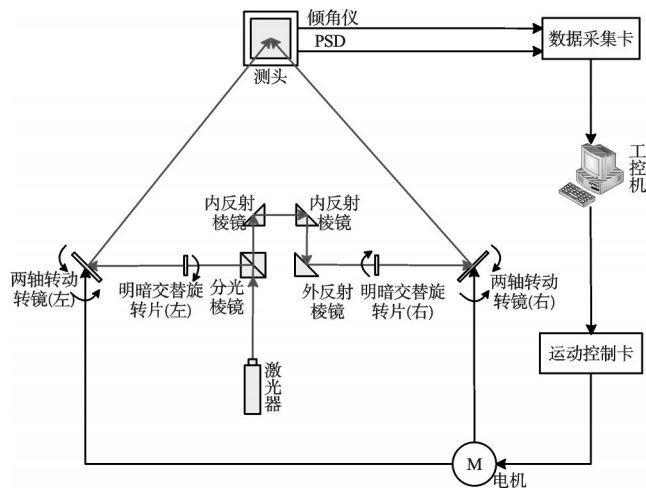 倾角仪
PSD
数据采集卡
测头
工控机
内反射
棱镜
内反射
棱镜
两轴转动
转镜(左)
明暗交替旋
转片(左)
分光
棱镜
外反射
棱镜
明暗交替旋
转片(右)
两轴转动
转镜(右)
激光器
运动控制卡
M
电机